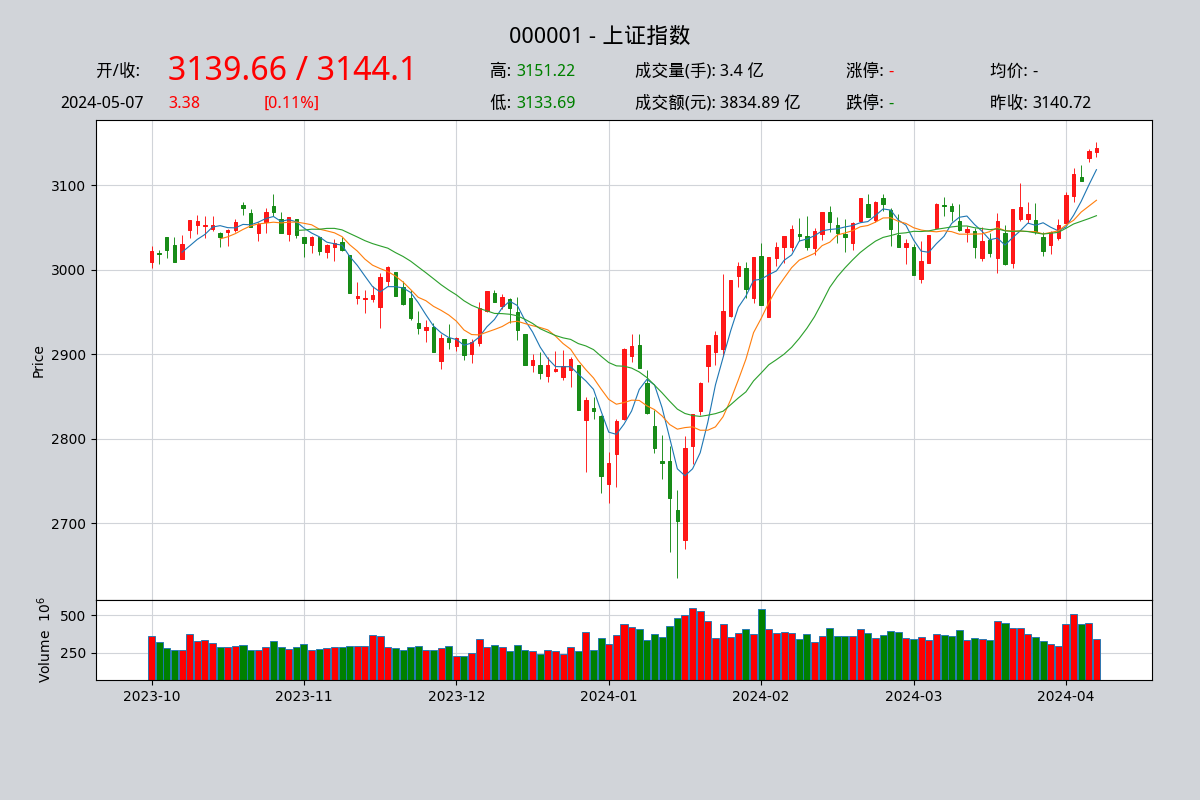 000001 - 上证指数
开/收: 3139.66 / 3144.1 高: 3151.22 成交量(手): 3.4 亿 涨停: - 均价: -
2024-05-07 3.38 [0.11%] 低: 3133.69 成交额(元): 3834.89 亿 跌停: - 昨收: 3140.72
3100
3000
2900
2800
2700
Price
500
250
Volume 10^6
2023-10 2023-11 2023-12 2024-01 2024-02 2024-03 2024-04